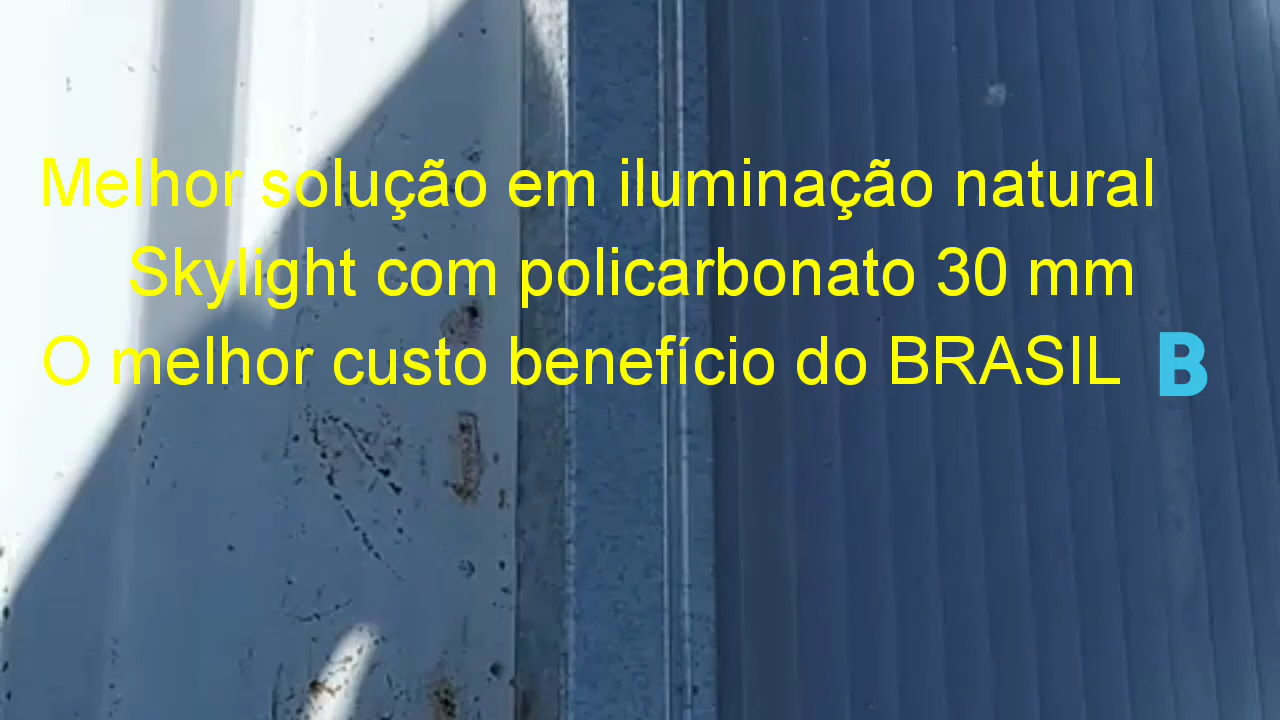 Melhor solução em iluminação natural
Skylight com policarbonato 30 mm
O melhor custo benefício do BRASIL B